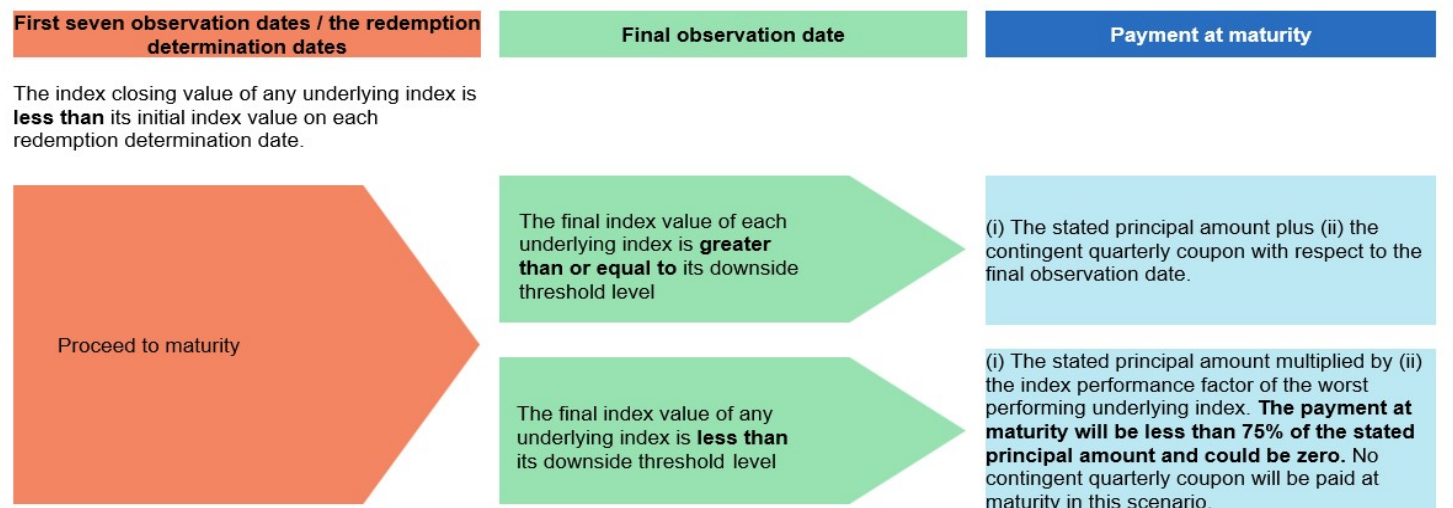 First seven observation dates / the redemption
determination dates
Final observation date
Payment at maturity
The index closing value of any underlying index is
less than its initial index value on each
redemption determination date.
Proceed to maturity
The final index value of each
underlying index is greater
than or equal to its downside
threshold level
(i) The stated principal amount plus (ii) the
contingent quarterly coupon with respect to the
final observation date.
The final index value of any
underlying index is less than
its downside threshold level
(i) The stated principal amount multiplied by (ii)
the index performance factor of the worst
performing underlying index. The payment at
maturity will be less than 75% of the stated
principal amount and could be zero. No
contingent quarterly coupon will be paid at
maturity in this scenario.